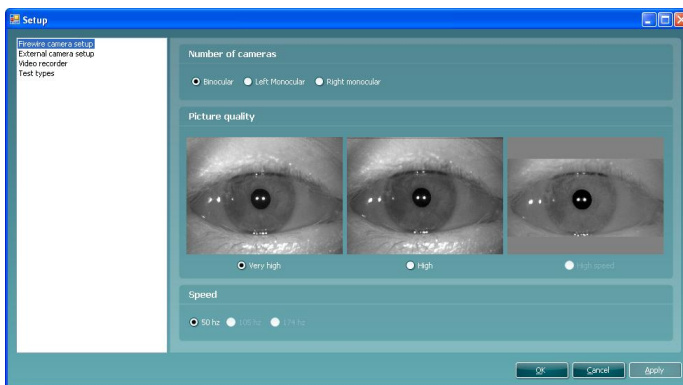 Setup
Firewire camera setup
External camera setup
Video recorder
Test types
Number of cameras
Binocular Left Monocular Right monocular
Picture quality
Very high High High speed
Speed
50 hz 105 hz 174 hz
OK Cancel Apply